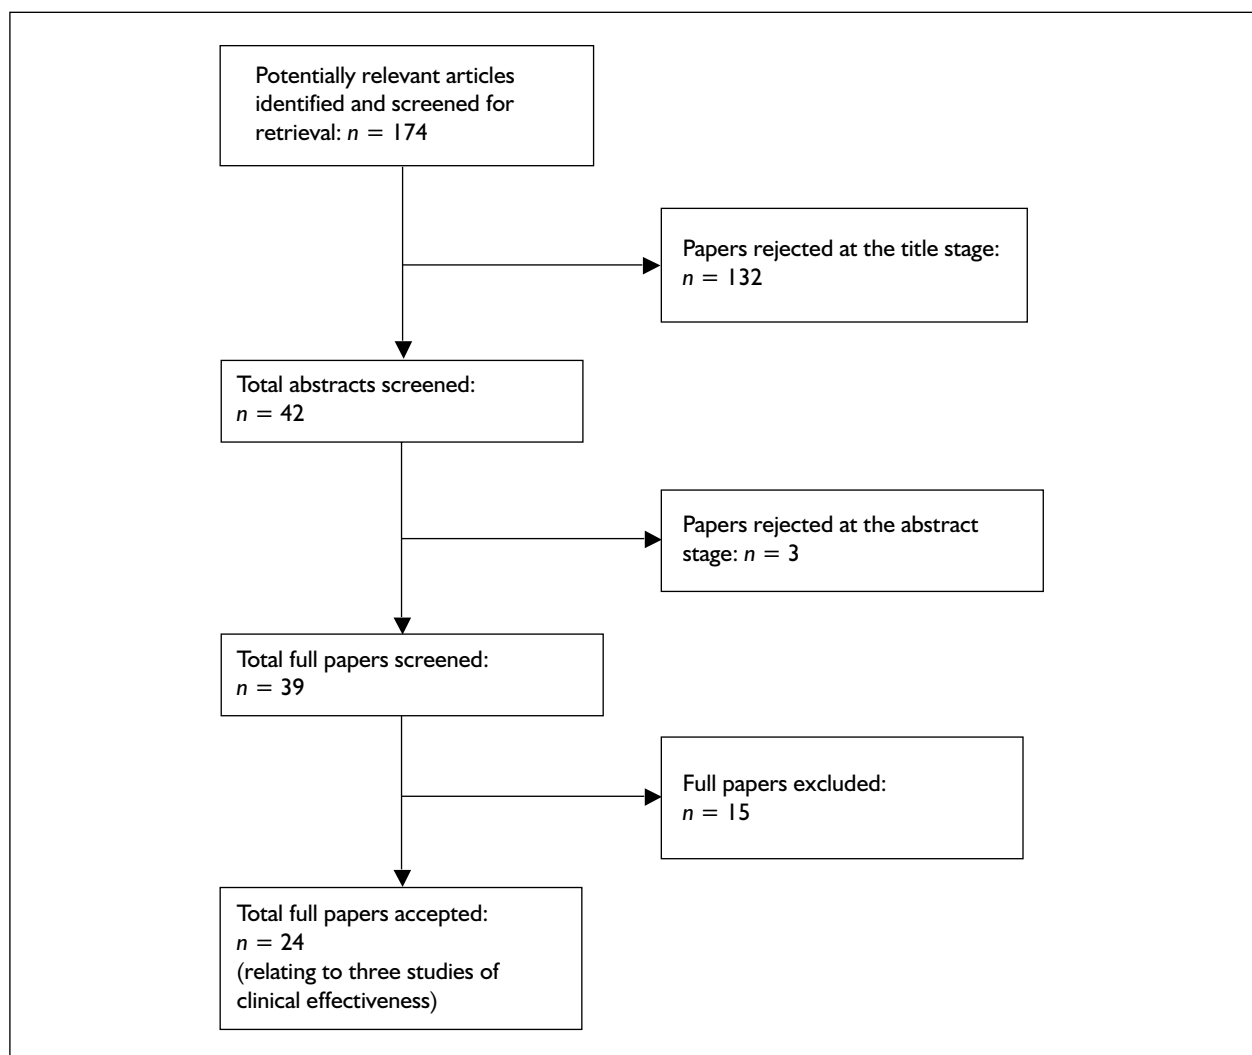 Potentially relevant articles
identified and screened for
retrieval: n = 174
Papers rejected at the title stage:
n = 132
Total abstracts screened:
n = 42
Papers rejected at the abstract
stage: n = 3
Total full papers screened:
n = 39
Full papers excluded:
n = 15
Total full papers accepted:
n = 24
(relating to three studies of
clinical effectiveness)